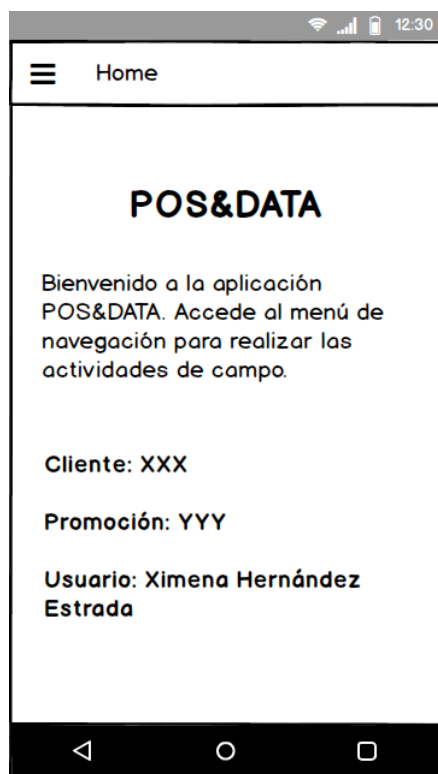 12:30
Home
POS&DATA
Bienvenido a la aplicación
POS&DATA. Accede al menú de
navegación para realizar las
actividades de campo.
Cliente: XXX
Promoción: YYY
Usuario: Ximena Hernández
Estrada